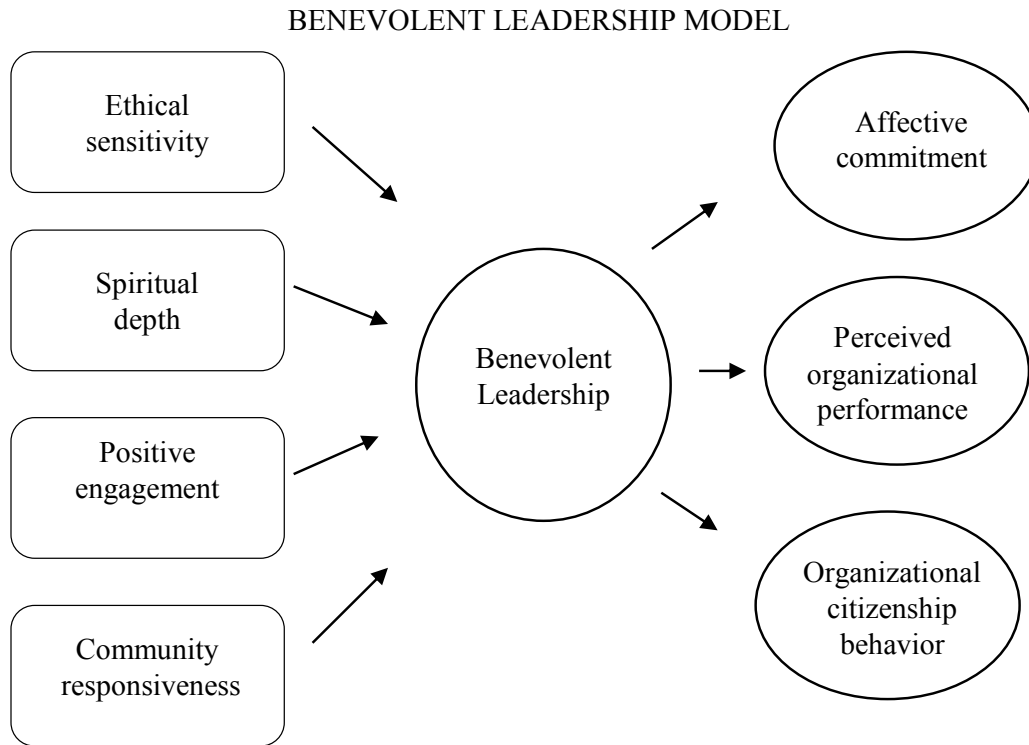 BENEVOLENT LEADERSHIP MODEL
Ethical
sensitivity
Spiritual
depth
Positive
engagement
Community
responsiveness
Benevolent
Leadership
Affective
commitment
Perceived
organizational
performance
Organizational
citizenship
behavior